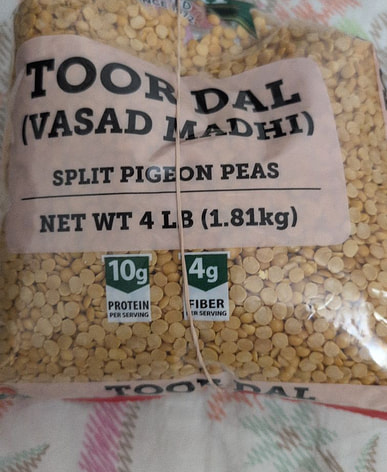 TOOR DAL
(VASAD MADHI)
SPLIT PIGEON PEAS
NET WT 4 LB (1.81kg)
10g
PROTEIN
PER SERVING
4g
FIBER
PER SERVING
TOOR DAL